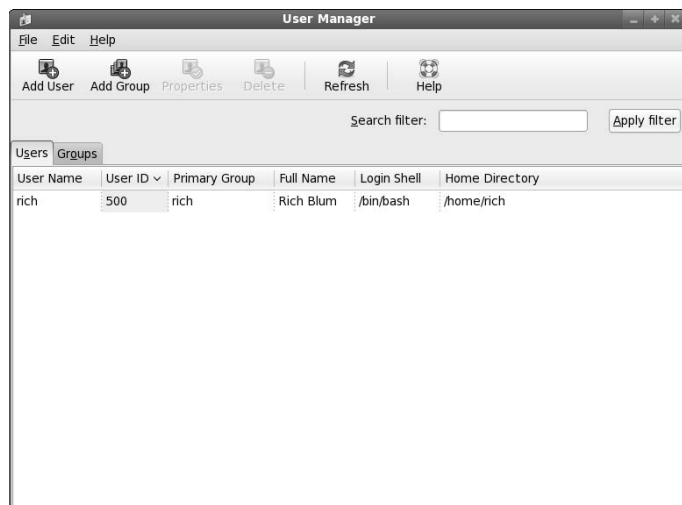 User Manager
File Edit Help
Add User Add Group Properties Delete Refresh Help
Search filter: Apply filter
Users Groups
User Name User ID Primary Group Full Name Login Shell Home Directory
rich 500 rich Rich Blum /bin/bash /home/rich